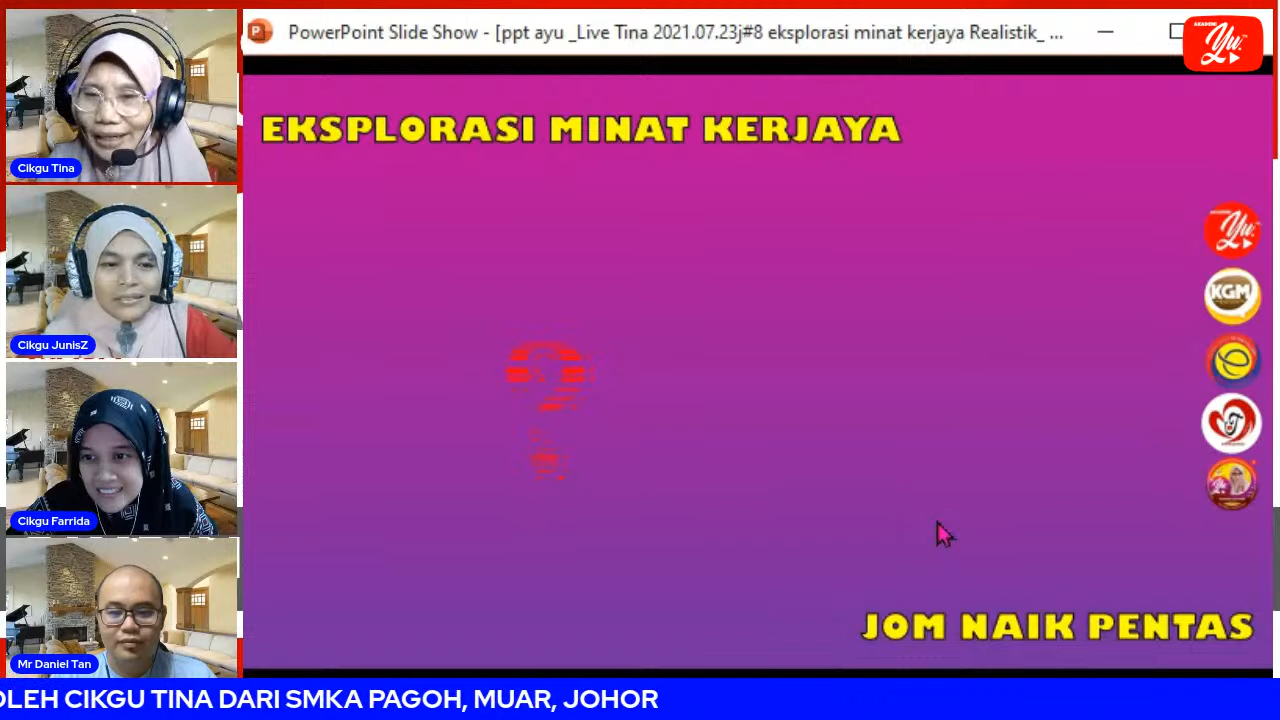 PowerPoint Slide Show - [ppt ayu _Live Tina 2021.07.23j#8 eksplorasi minat kerjaya Realistik_ ...
AKADEMI
Yu
EKSPLORASI MINAT KERJAYA
Cikgu Tina
Cikgu JunisZ
Cikgu Farrida
Mr Daniel Tan
KGM
?
JOM NAIK PENTAS
OLEH CIKGU TINA DARI SMKA PAGOH, MUAR, JOHOR